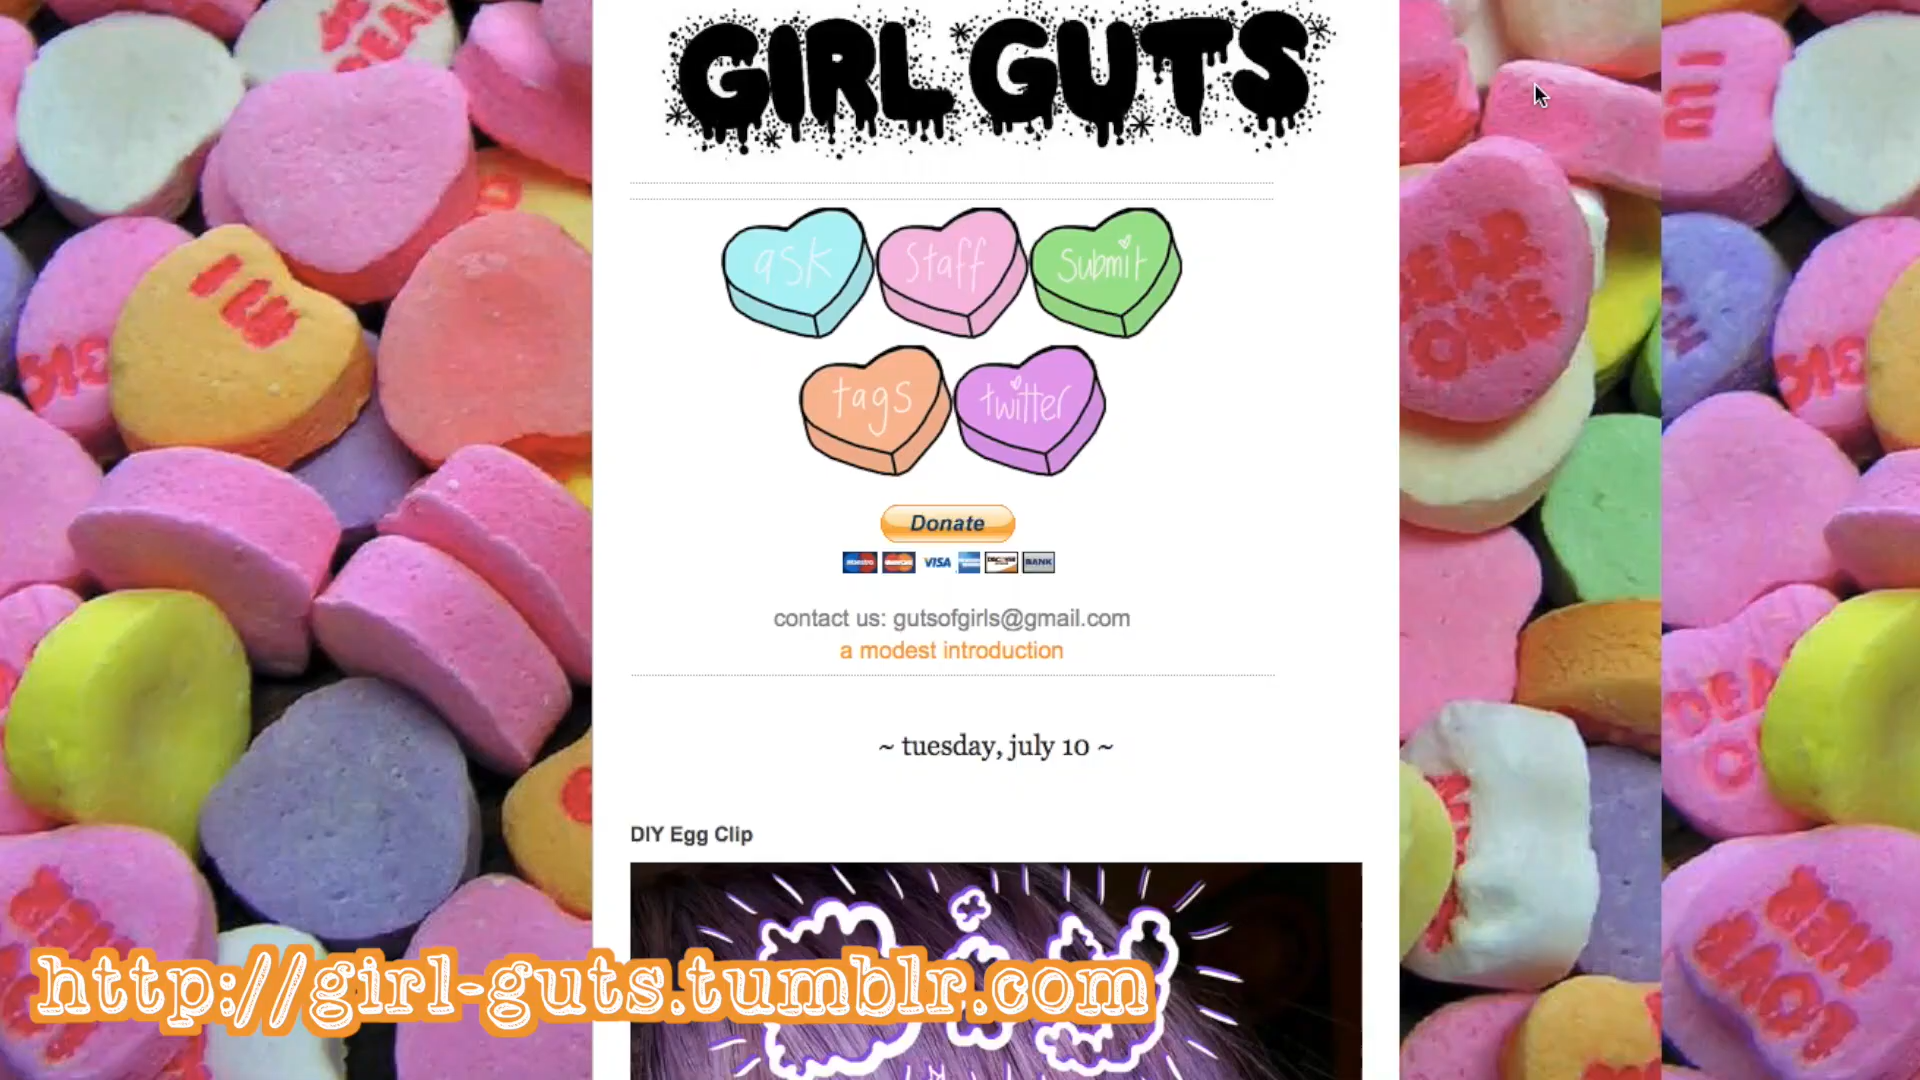 GIRL GUTS
ask
staff
submit
tags
twitter
Donate
VISA
BANK
contact us: gutsofgirls@gmail.com
a modest introduction
~ tuesday, july 10 ~
DIY Egg Clip
http://girl-guts.tumblr.com